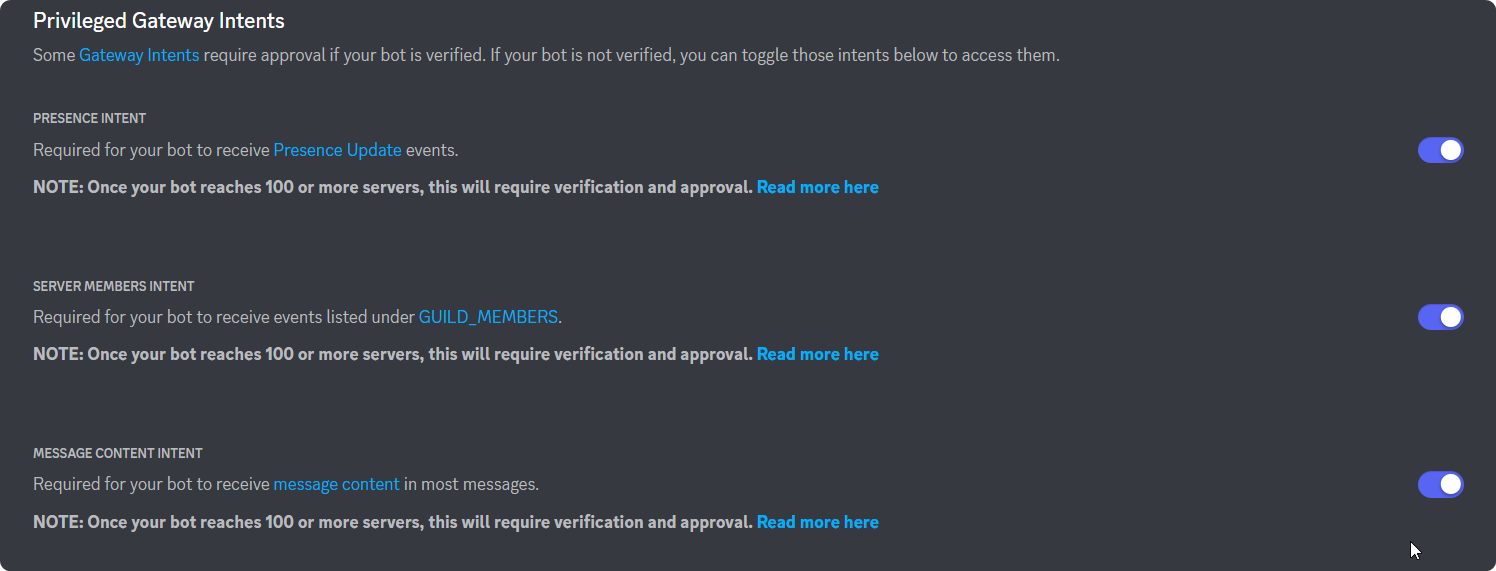 Privileged Gateway Intents
Some Gateway Intents require approval if your bot is verified. If your bot is not verified, you can toggle those intents below to access them.
PRESENCE INTENT
Required for your bot to receive Presence Update events.
NOTE: Once your bot reaches 100 or more servers, this will require verification and approval. Read more here
SERVER MEMBERS INTENT
Required for your bot to receive events listed under GUILD_MEMBERS.
NOTE: Once your bot reaches 100 or more servers, this will require verification and approval. Read more here
MESSAGE CONTENT INTENT
Required for your bot to receive message content in most messages.
NOTE: Once your bot reaches 100 or more servers, this will require verification and approval. Read more here